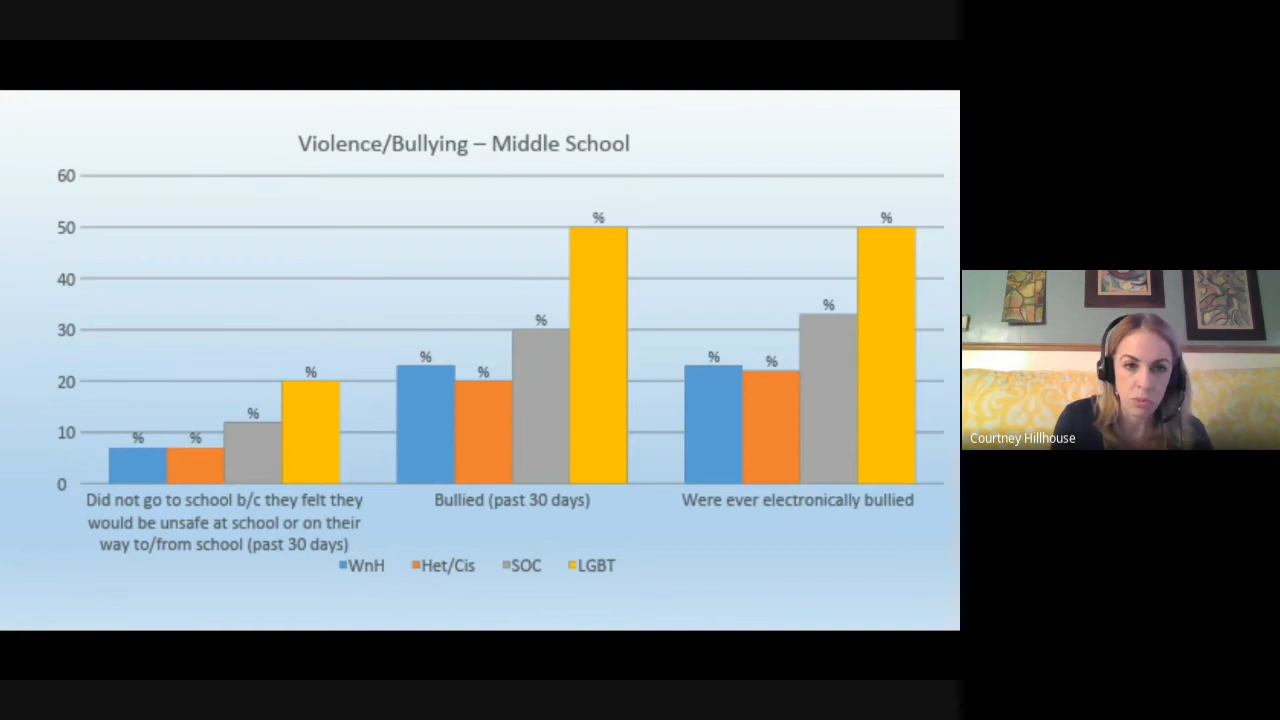 Violence/Bullying – Middle School
60
50
40
30
20
10
0
% % % %
% % % %
% % % %
Did not go to school b/c they felt they
would be unsafe at school or on their
way to/from school (past 30 days)
Bullied (past 30 days)
Were ever electronically bullied
WnH Het/Cis SOC LGBT
Courtney Hillhouse